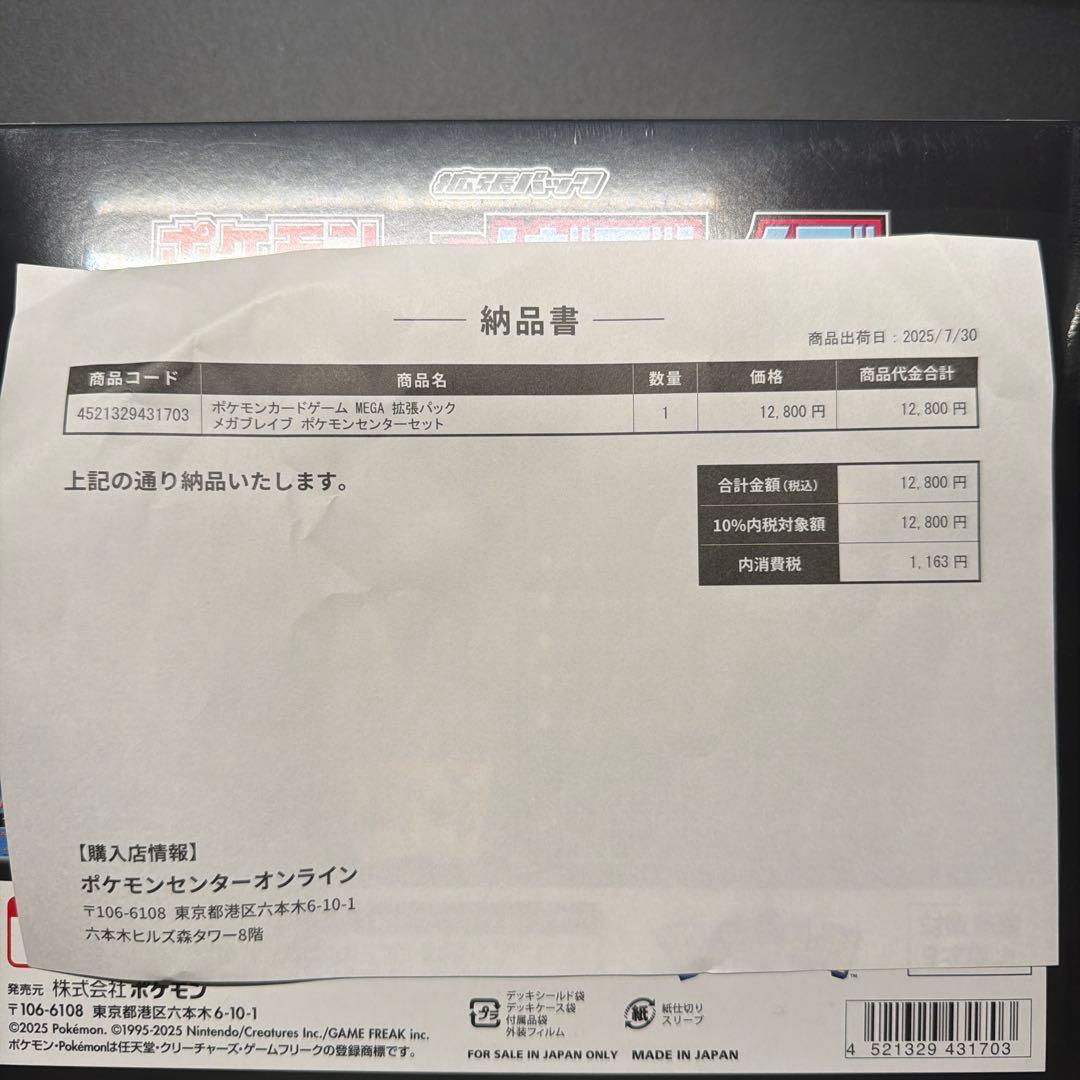 拡張パック
ポケモン
納品書
商品出荷日：2025/7/30
商品コード 商品名 数量 価格 商品代金合計
4521329431703 ポケモンカードゲーム MEGA 拡張パック 1 12,800 円 12,800 円
メガブレイブ ポケモンセンターセット
上記の通り納品いたします。
合計金額(税込) 12,800 円
10%内税対象額 12,800 円
内消費税 1,163 円
【購入店情報】
ポケモンセンターオンライン
〒106-6108 東京都港区六本木6-10-1
六本木ヒルズ森タワー8階
発売元 株式会社ポケモン
〒106-6108 東京都港区六本木6-10-1
©2025 Pokémon. ©1995-2025 Nintendo/Creatures Inc./GAME FREAK inc.
ポケモン・Pokémonは任天堂・クリーチャーズ・ゲームフリークの登録商標です。
プラ
デッキシールド袋
デッキケース袋
付属品袋
外装フィルム
紙
紙仕切り
スリーブ
FOR SALE IN JAPAN ONLY MADE IN JAPAN
4 521329 431703